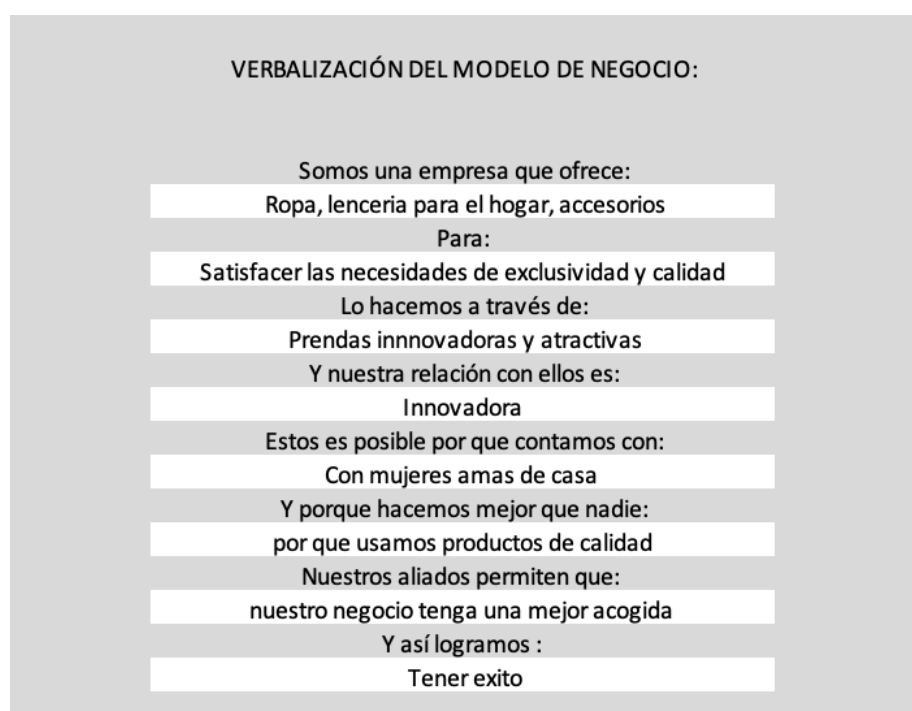 VERBALIZACIÓN DEL MODELO DE NEGOCIO:
Somos una empresa que ofrece:
Ropa, lenceria para el hogar, accesorios
Para:
Satisfacer las necesidades de exclusividad y calidad
Lo hacemos a través de:
Prendas innnovadoras y atractivas
Y nuestra relación con ellos es:
Innovadora
Estos es posible por que contamos con:
Con mujeres amas de casa
Y porque hacemos mejor que nadie:
por que usamos productos de calidad
Nuestros aliados permiten que:
nuestro negocio tenga una mejor acogida
Y así logramos :
Tener exito